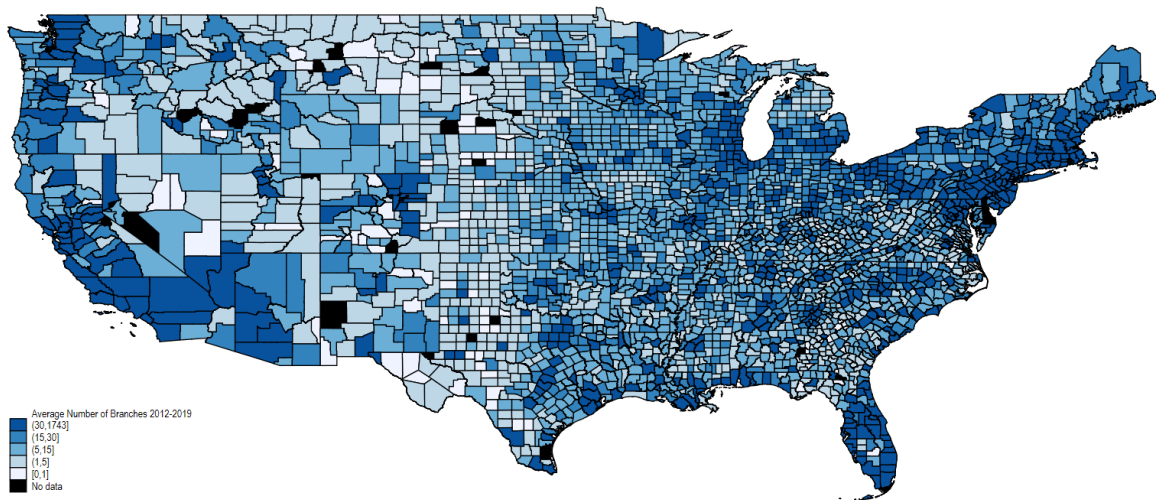 Average Number of Branches 2012-2019
(30,1743]
(15,30]
(5,15]
(1,5]
[0,1]
No data